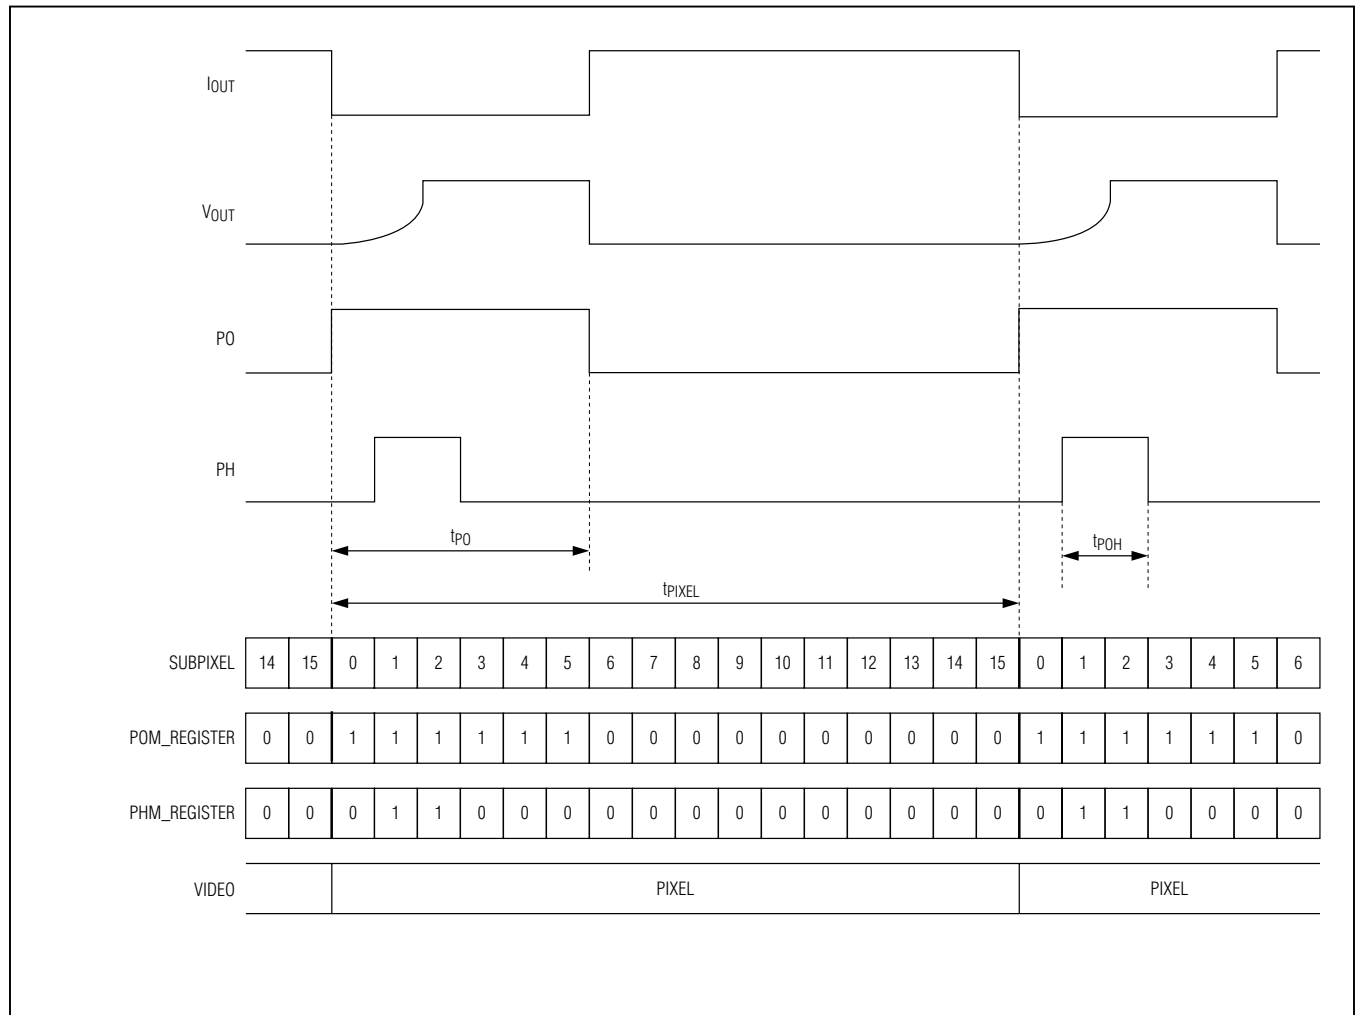 IOUT
VOUT
PO
PH
tPO
tPOH
tPIXEL
SUBPIXEL 14 15 0 1 2 3 4 5 6 7 8 9 10 11 12 13 14 15 0 1 2 3 4 5 6
POM_REGISTER 0 0 1 1 1 1 1 1 0 0 0 0 0 0 0 0 0 0 1 1 1 1 1 1 0
PHM_REGISTER 0 0 0 1 1 0 0 0 0 0 0 0 0 0 0 0 0 0 0 1 1 0 0 0 0
VIDEO PIXEL PIXEL